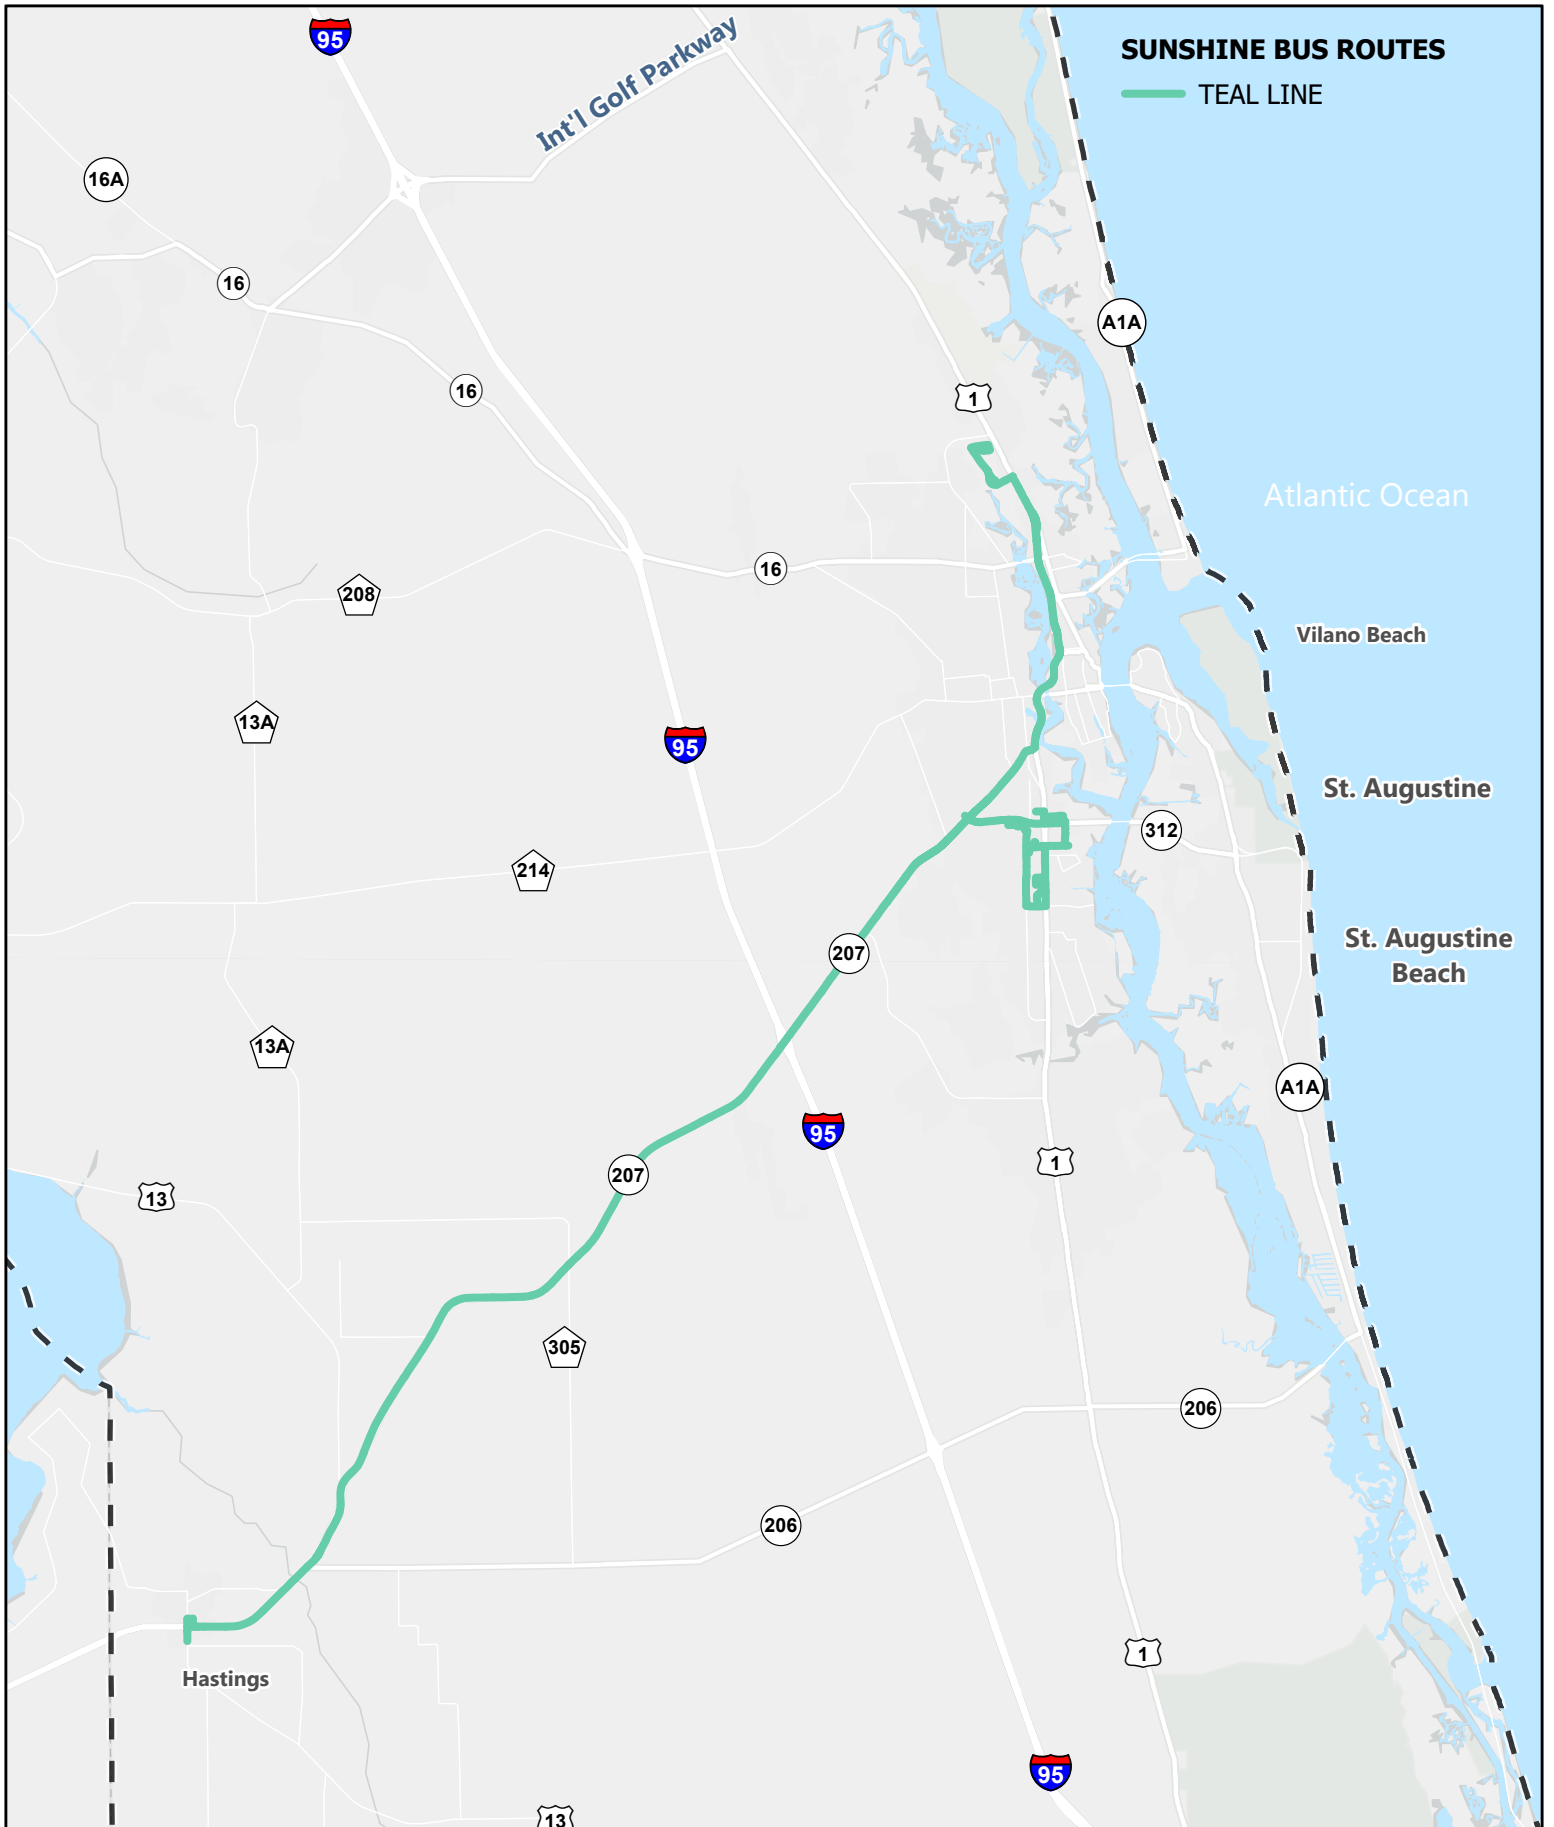 SUNSHINE BUS ROUTES
TEAL LINE
95
Int'l Golf Parkway
16A
16
A1A
16
1
Atlantic Ocean
16
208
Vilano Beach
13A
95
St. Augustine
312
214
St. Augustine
Beach
207
13A
A1A
95
1
207
13
305
206
206
1
Hastings
95
13